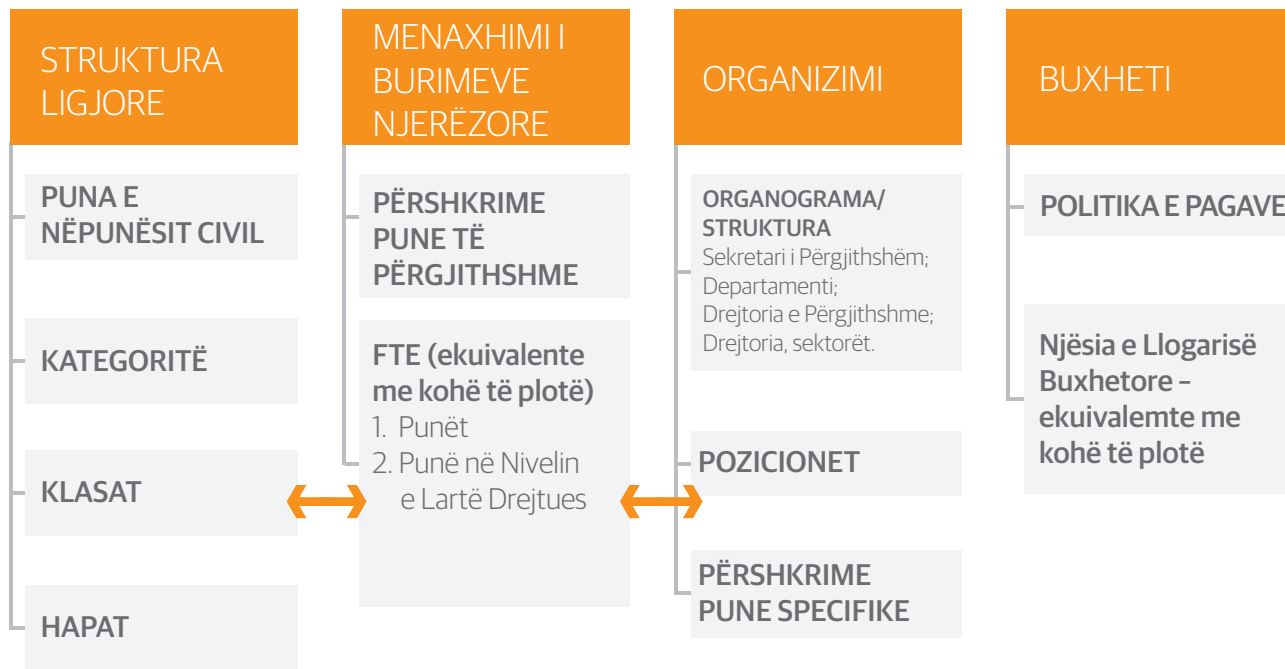 STRUKTURA
LIGJORE
PUNA E
NËPUNËSIT CIVIL
KATEGORITË
KLASAT
HAPAT
MENAXHIMI I
BURIMEVE
NJERËZORE
PËRSHKRIME
PUNE TË
PËRGJITHSHME
FTE (ekuivalente
me kohë të plotë)
1. Punët
2. Punë në Nivelin
e Lartë Drejtues
ORGANIZIMI
ORGANOGRAMA/
STRUKTURA
Sekretari i Përgjithshëm;
Departamenti;
Drejtoria e Përgjithshme;
Drejtoria, sektorët.
POZICIONET
PËRSHKRIME
PUNE SPECIFIKE
BUXHETI
POLITIKA E PAGAVE
Njësia e Llogarisë
Buxhetore –
ekuivalemte me
kohë të plotë